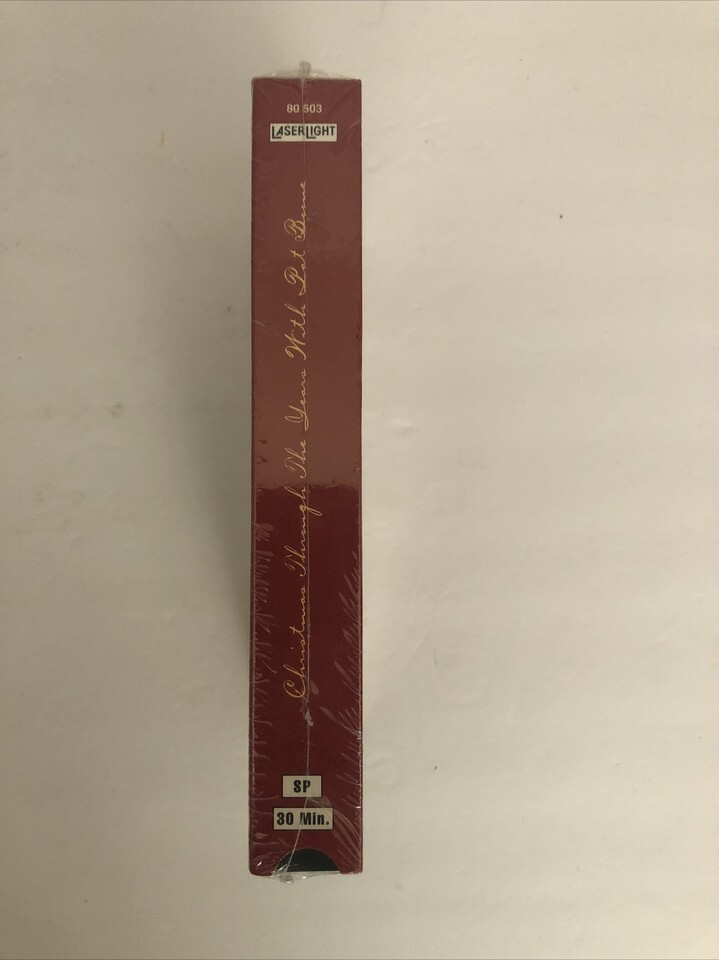 80 503
LASERLIGHT
Christmas Through The Years With Pat Boone
SP
30 Min.